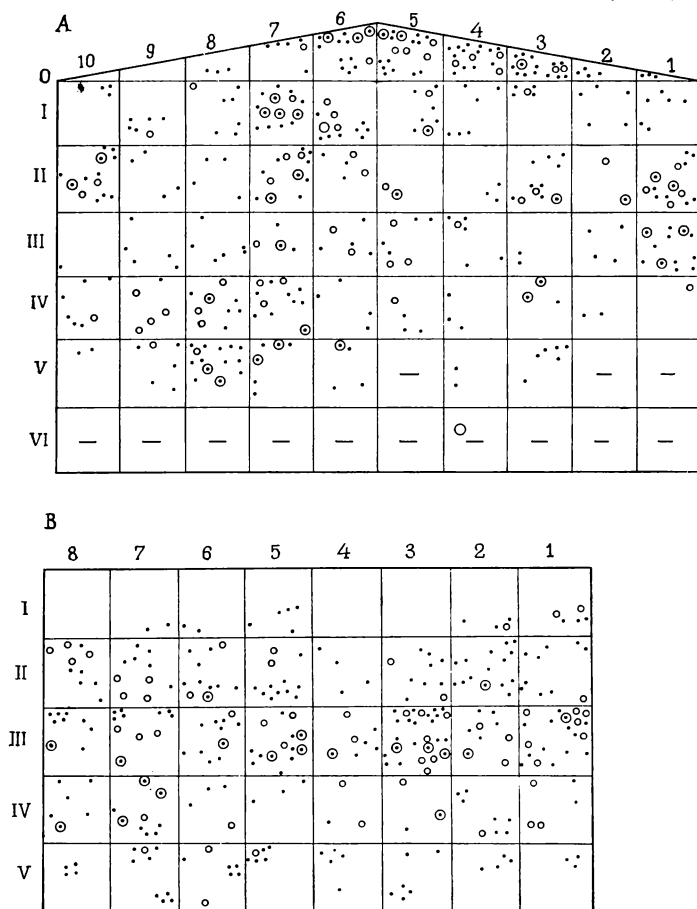 A
10 9 8 7 6 5 4 3 2 1
0
I
II
III
IV
V — — —
VI — — — — — — — — — —
B
8 7 6 5 4 3 2 1
I
II
III
IV
V